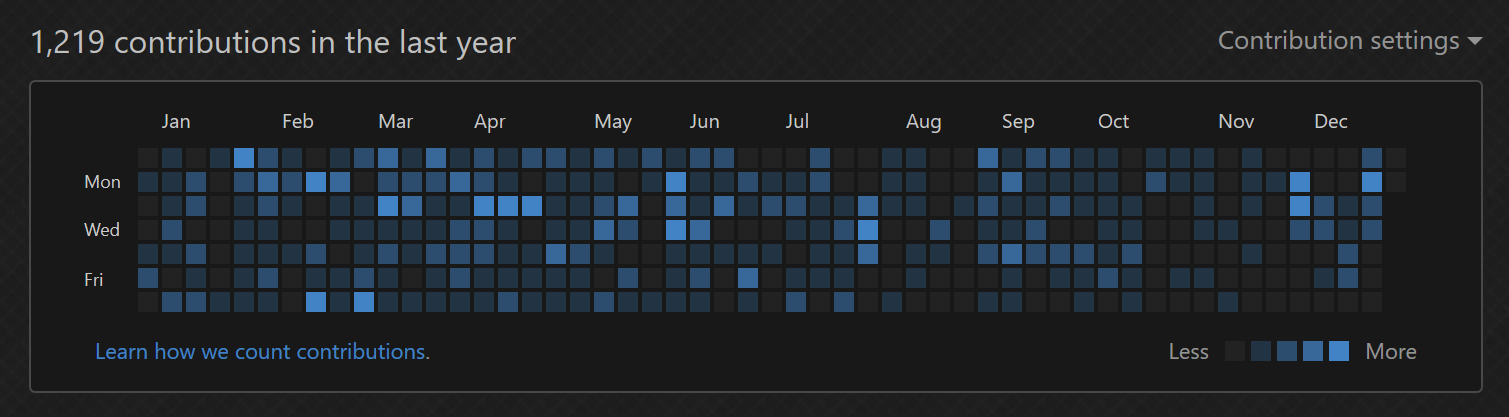 1,219 contributions in the last year
Contribution settings
Jan Feb Mar Apr May Jun Jul Aug Sep Oct Nov Dec
Mon
Wed
Fri
Learn how we count contributions.
Less More